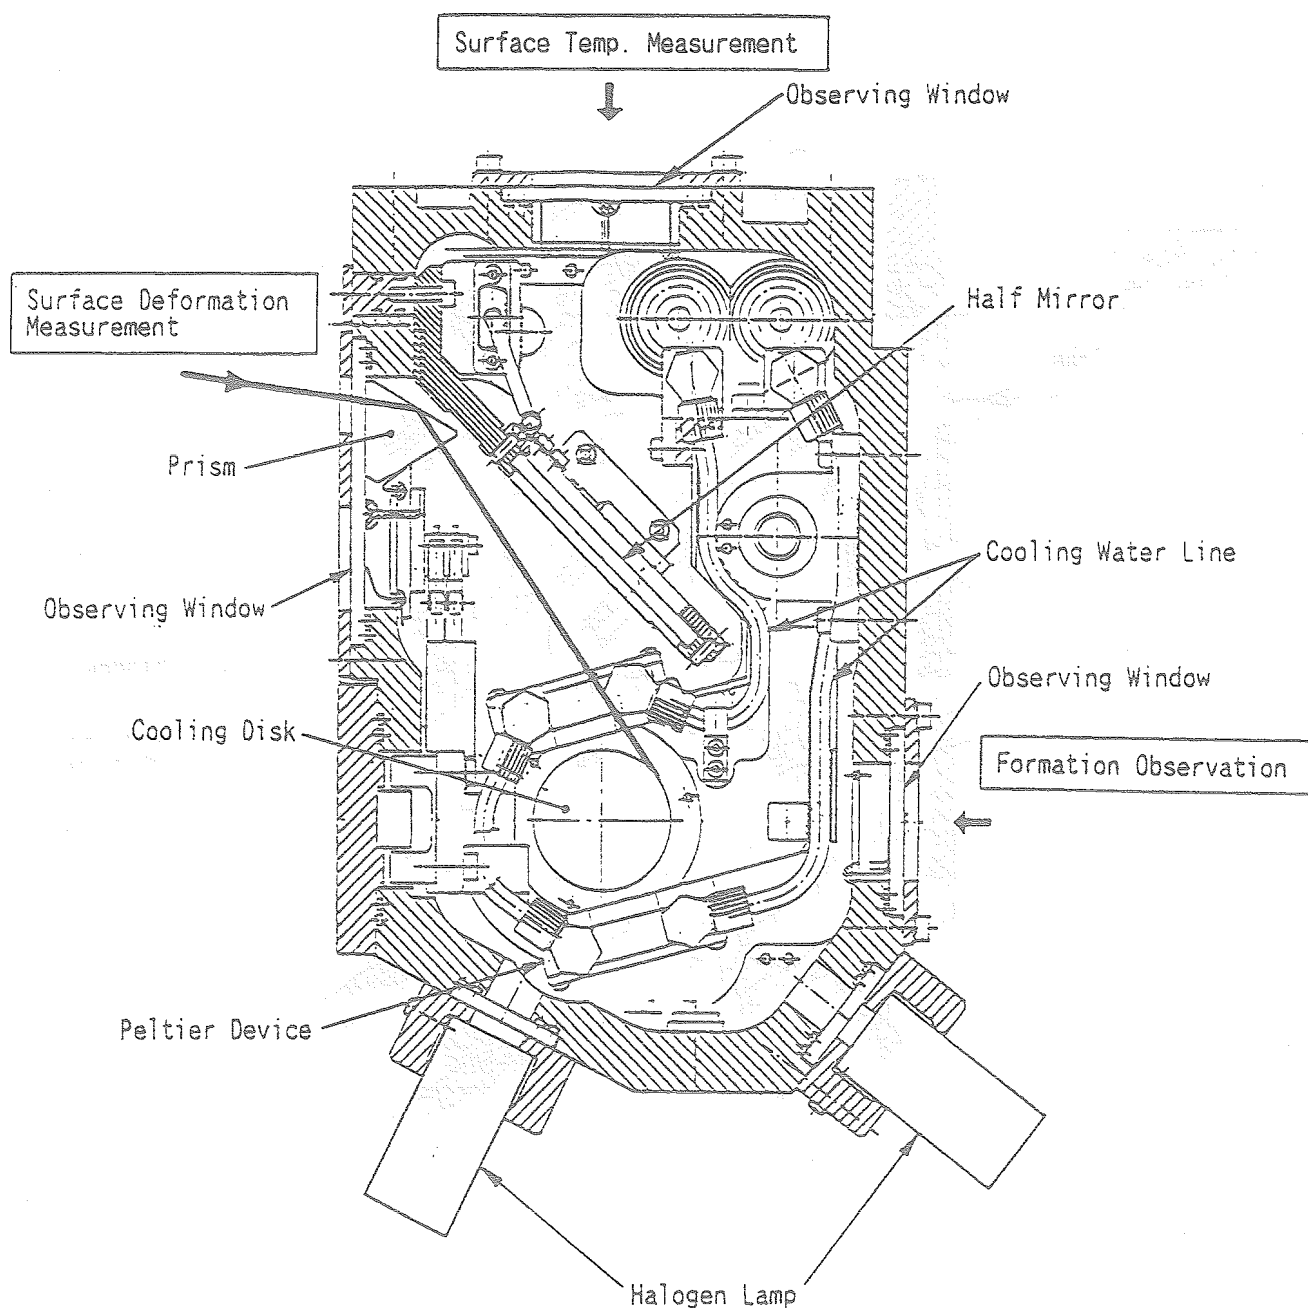 Surface Temp. Measurement
Observing Window
Surface Deformation
Measurement
Half Mirror
Prism
Cooling Water Line
Observing Window
Observing Window
Cooling Disk
Formation Observation
Peltier Device
Halogen Lamp